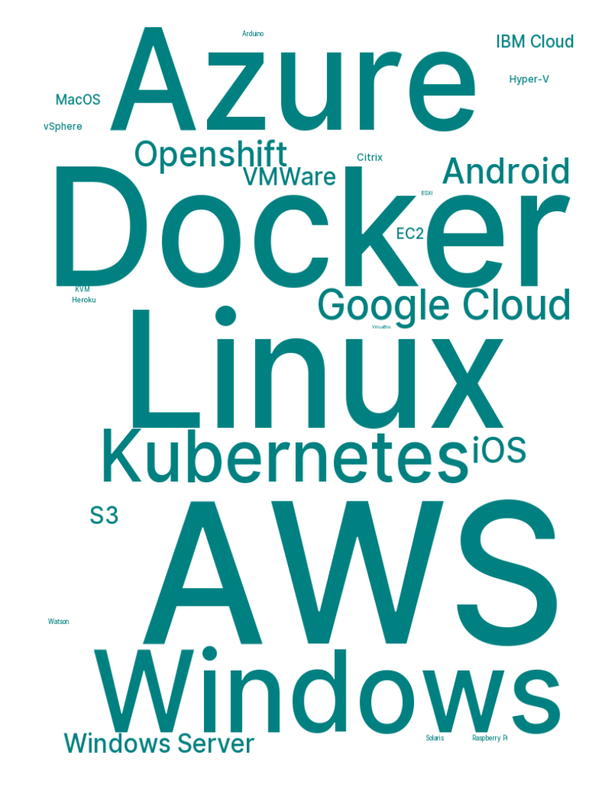 Arduino
IBM Cloud
Azure
Hyper-V
MacOS
vSphere
Openshift
Citrix
VMWare
Android
ESXi
Docker
EC2
KVM
Heroku
Google Cloud
VirtualBox
Linux
Kubernetes
iOS
S3
AWS
Watson
Windows
Windows Server
Solaris
Raspberry Pi